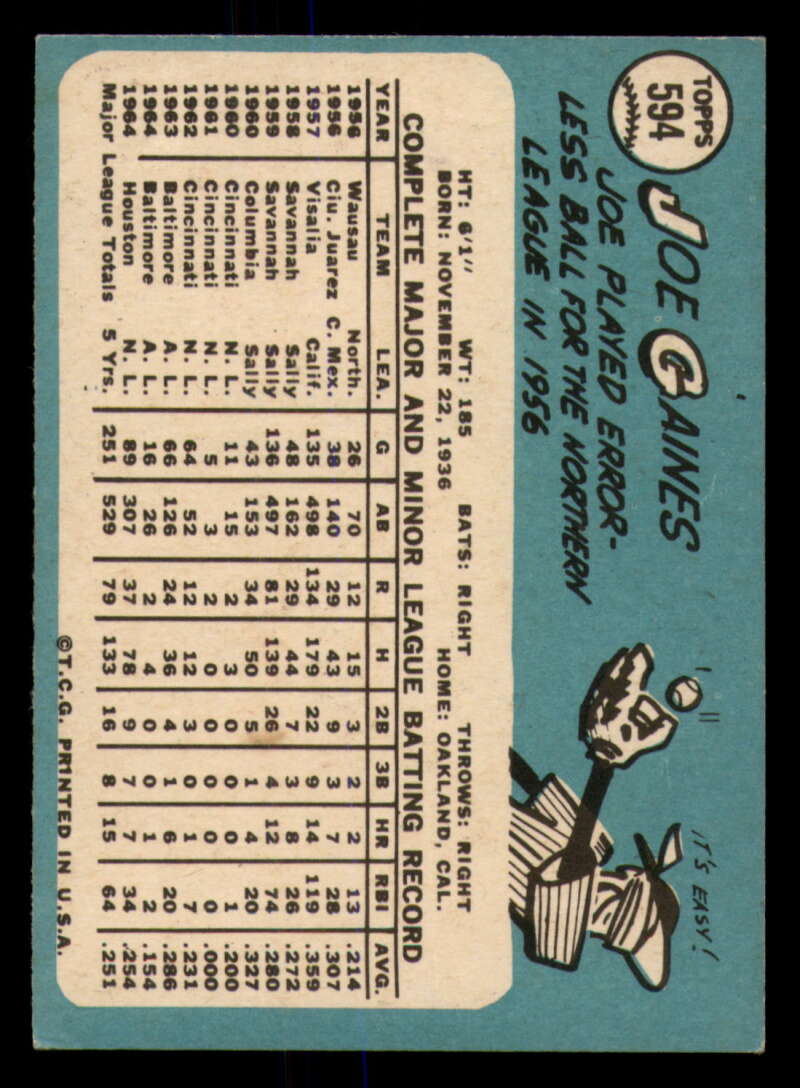 TOPPS
594
JOE GAINES
JOE PLAYED ERROR-
LESS BALL FOR THE NORTHERN
LEAGUE IN 1956
IT'S EASY!
HT: 6'1" WT: 185 BATS: RIGHT THROWS: RIGHT
BORN: NOVEMBER 22, 1936 HOME: OAKLAND, CAL.
COMPLETE MAJOR AND MINOR LEAGUE BATTING RECORD
YEAR TEAM LEA. G AB R H 2B 3B HR RBI AVG.
1956 Wausau North. 26 70 12 15 3 2 2 13 .214
1956 Ciu. Juarez C. Mex. 38 140 29 43 9 3 7 28 .307
1957 Visalia Calif. 135 498 134 179 22 9 14 119 .359
1958 Savannah Sally 48 162 29 44 7 3 8 26 .272
1959 Savannah Sally 136 497 81 139 26 4 12 74 .280
1960 Columbia Sally 43 153 34 50 5 1 4 20 .327
1960 Cincinnati N. L. 11 15 2 3 0 0 0 1 .200
1961 Cincinnati N. L. 5 3 2 0 0 0 0 0 .000
1962 Cincinnati N. L. 64 52 12 12 3 0 1 7 .231
1963 Baltimore A. L. 66 126 24 36 4 1 6 20 .286
1964 Baltimore A. L. 16 26 2 4 0 0 1 2 .154
1964 Houston N. L. 89 307 37 78 9 7 7 34 .254
Major League Totals 5 Yrs. 251 529 79 133 16 8 15 64 .251
©T.C.G. PRINTED IN U.S.A.